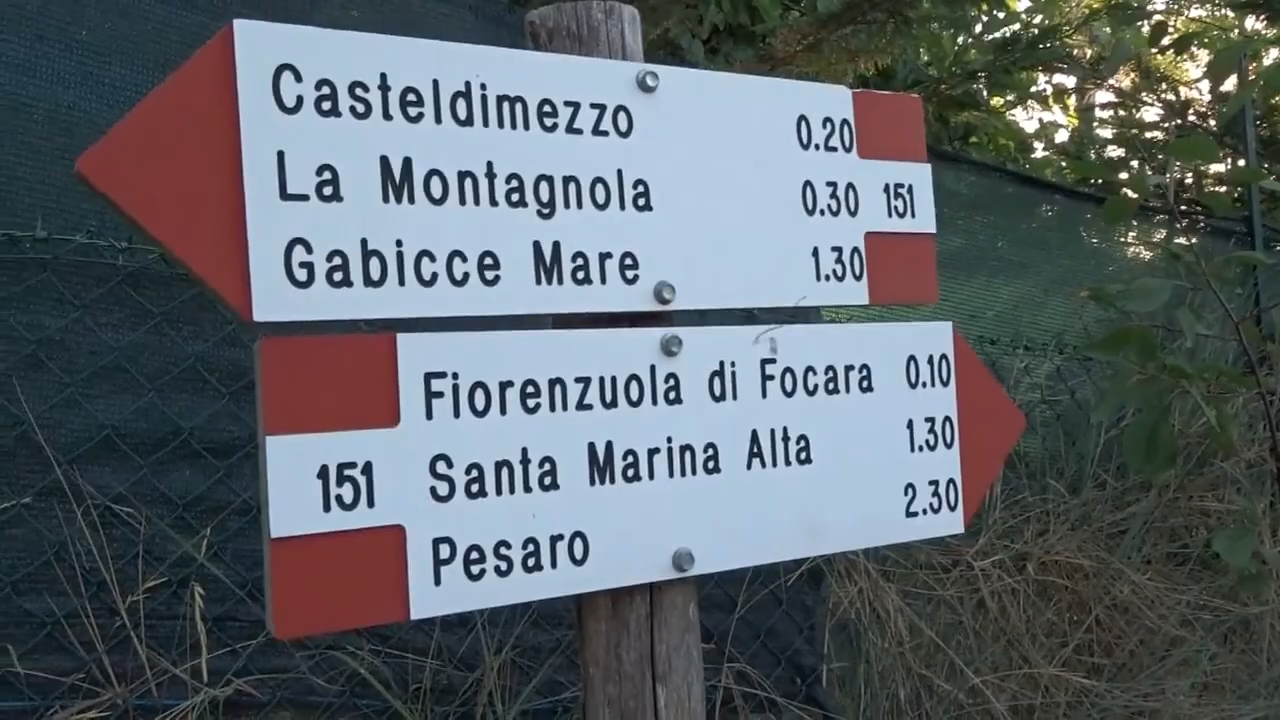 Casteldimezzo 0.20
La Montagnola 0.30 151
Gabicce Mare 1.30
Fiorenzuola di Focara 0.10
151 Santa Marina Alta 1.30
Pesaro 2.30